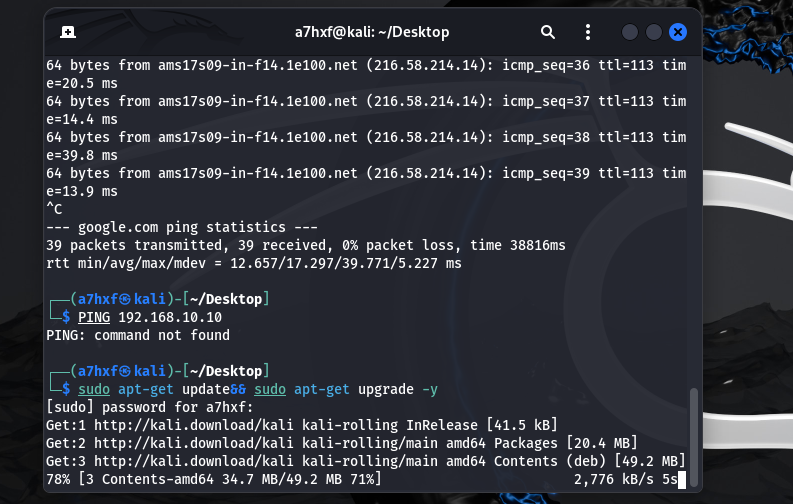 a7hxf@kali: ~/Desktop
64 bytes from ams17s09-in-f14.1e100.net (216.58.214.14): icmp_seq=36 ttl=113 tim
e=20.5 ms
64 bytes from ams17s09-in-f14.1e100.net (216.58.214.14): icmp_seq=37 ttl=113 tim
e=14.4 ms
64 bytes from ams17s09-in-f14.1e100.net (216.58.214.14): icmp_seq=38 ttl=113 tim
e=39.8 ms
64 bytes from ams17s09-in-f14.1e100.net (216.58.214.14): icmp_seq=39 ttl=113 tim
e=13.9 ms
^C
--- google.com ping statistics ---
39 packets transmitted, 39 received, 0% packet loss, time 38816ms
rtt min/avg/max/mdev = 12.657/17.297/39.771/5.227 ms
┌──(a7hxf㉿kali)-[~/Desktop]
└─$ PING 192.168.10.10
PING: command not found
┌──(a7hxf㉿kali)-[~/Desktop]
└─$ sudo apt-get update&& sudo apt-get upgrade -y
[sudo] password for a7hxf:
Get:1 http://kali.download/kali kali-rolling InRelease [41.5 kB]
Get:2 http://kali.download/kali kali-rolling/main amd64 Packages [20.4 MB]
Get:3 http://kali.download/kali kali-rolling/main amd64 Contents (deb) [49.2 MB]
78% [3 Contents-amd64 34.7 MB/49.2 MB 71%] 2,776 kB/s 5s